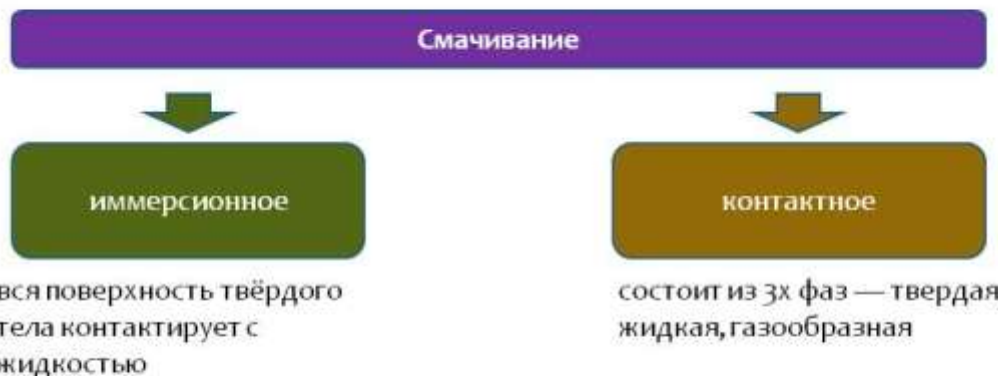 Смачивание
иммерсионное
контактное
вся поверхность твёрдого
тела контактирует с
жидкостью
состоит из 3х фаз — твердая
жидкая, газообразная